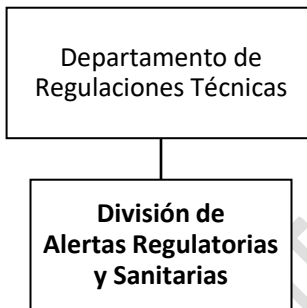 Departamento de
Regulaciones Técnicas
División de
Alertas Regulatorias
y Sanitarias